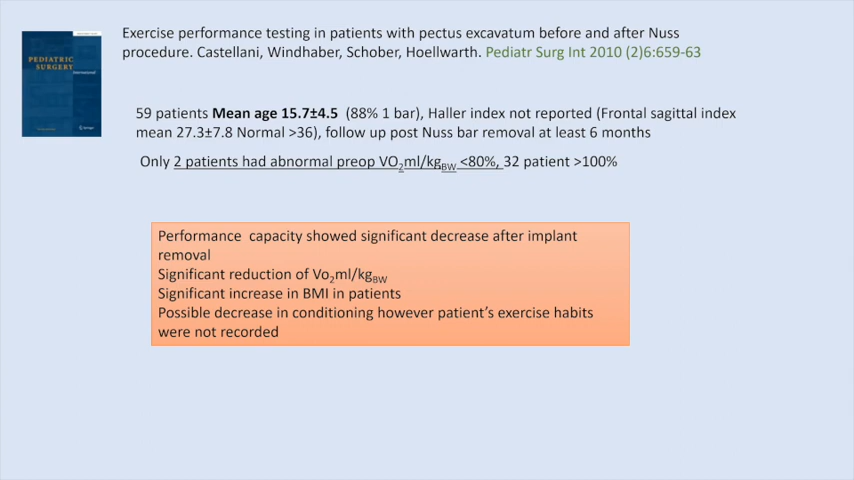 Exercise performance testing in patients with pectus excavatum before and after Nuss
procedure. Castellani, Windhaber, Schober, Hoellwarth. Pediatr Surg Int 2010 (2)6:659-63
PEDIATRIC
SURGERY
International
Springer
59 patients Mean age 15.7±4.5 (88% 1 bar), Haller index not reported (Frontal sagittal index
mean 27.3±7.8 Normal >36), follow up post Nuss bar removal at least 6 months
Only 2 patients had abnormal preop VO₂ml/kgBW <80%, 32 patient >100%
Performance capacity showed significant decrease after implant
removal
Significant reduction of Vo₂ml/kgBW
Significant increase in BMI in patients
Possible decrease in conditioning however patient's exercise habits
were not recorded